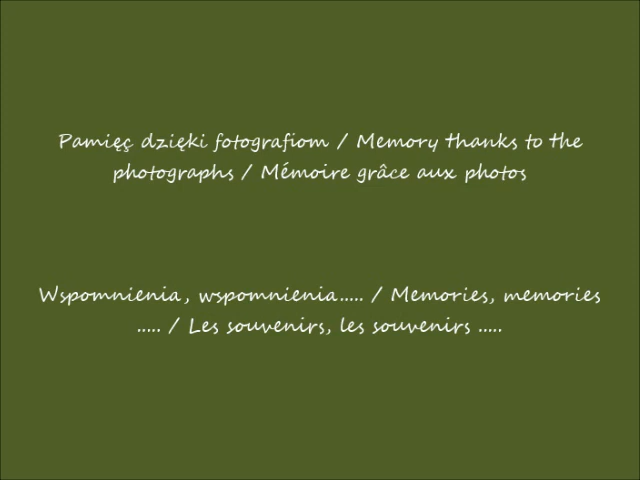 Pamięç dzięki fotografiom / Memory thanks to the
photographs / Mémoire grâce aux photos
Wspomnienia, wspomnienia..... / Memories, memories
..... / Les souvenirs, les souvenirs .....